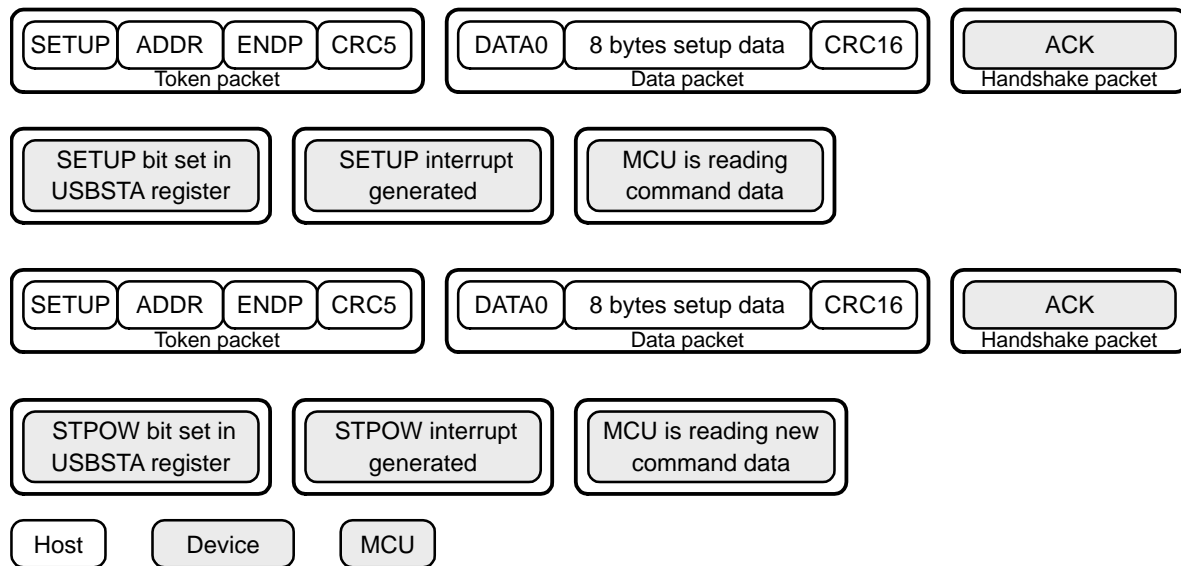 SETUP ADDR ENDP CRC5 DATA0 8 bytes setup data CRC16 ACK
Token packet Data packet Handshake packet
SETUP bit set in SETUP interrupt MCU is reading
USBSTA register generated command data
SETUP ADDR ENDP CRC5 DATA0 8 bytes setup data CRC16 ACK
Token packet Data packet Handshake packet
STPOW bit set in STPOW interrupt MCU is reading new
USBSTA register generated command data
Host Device MCU